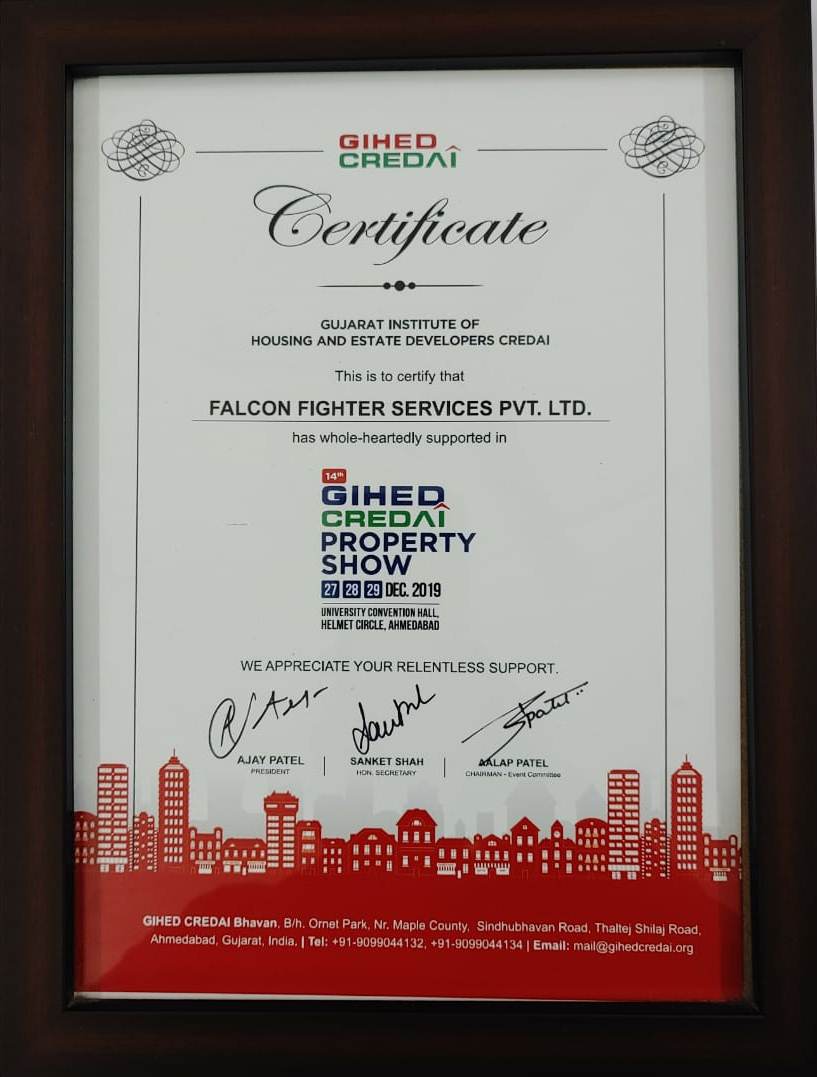 GIHED
CREDAÎ
Certificate
GUJARAT INSTITUTE OF
HOUSING AND ESTATE DEVELOPERS CREDAI
This is to certify that
FALCON FIGHTER SERVICES PVT. LTD.
has whole-heartedly supported in
14th
GIHED
CREDAÎ
PROPERTY
SHOW
27 28 29 DEC. 2019
UNIVERSITY CONVENTION HALL,
HELMET CIRCLE, AHMEDABAD
WE APPRECIATE YOUR RELENTLESS SUPPORT.
AJAY PATEL
PRESIDENT
SANKET SHAH
HON. SECRETARY
AALAP PATEL
CHAIRMAN - Event Committee
GIHED CREDAI Bhavan, B/h. Ornet Park, Nr. Maple County, Sindhubhavan Road, Thaltej Shilaj Road,
Ahmedabad, Gujarat, India. | Tel: +91-9099044132, +91-9099044134 | Email: mail@gihedcredai.org